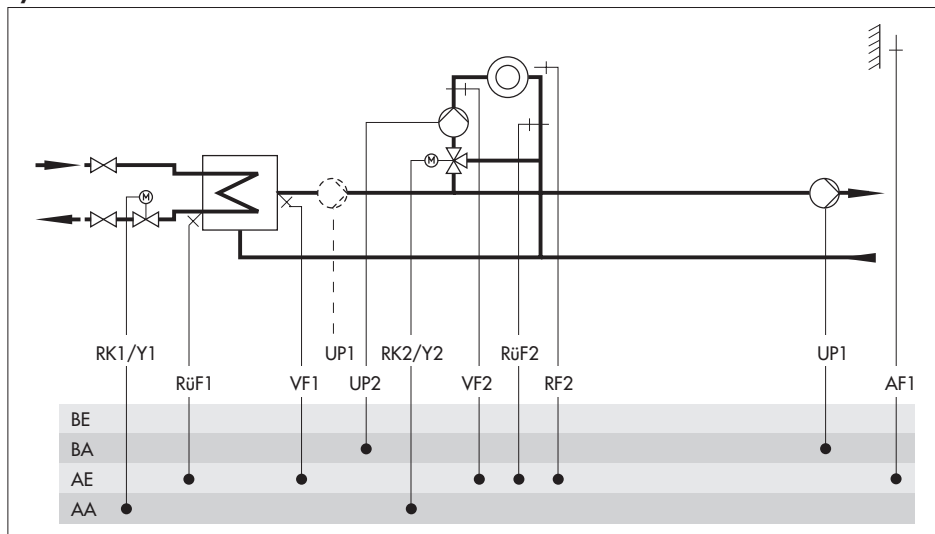 M
M
RK1/Y1 UP1 RK2/Y2 RüF2 UP1
RüF1 VF1 UP2 VF2 RF2 AF1
BE
BA
AE
AA